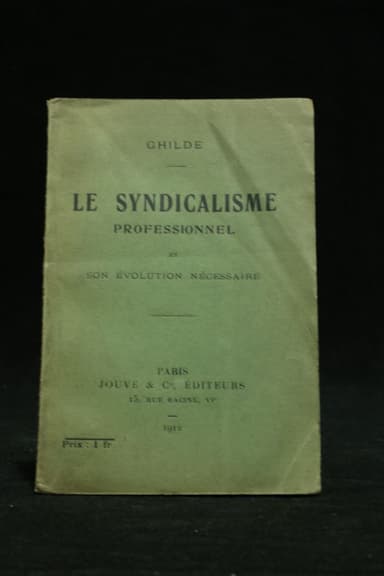 GHILDE
LE SYNDICALISME
PROFESSIONNEL
ET
SON ÉVOLUTION NÉCESSAIRE
PARIS
JOUVE & Cie, ÉDITEURS
15, RUE RACINE, VIe
1912
Prix : 1 fr